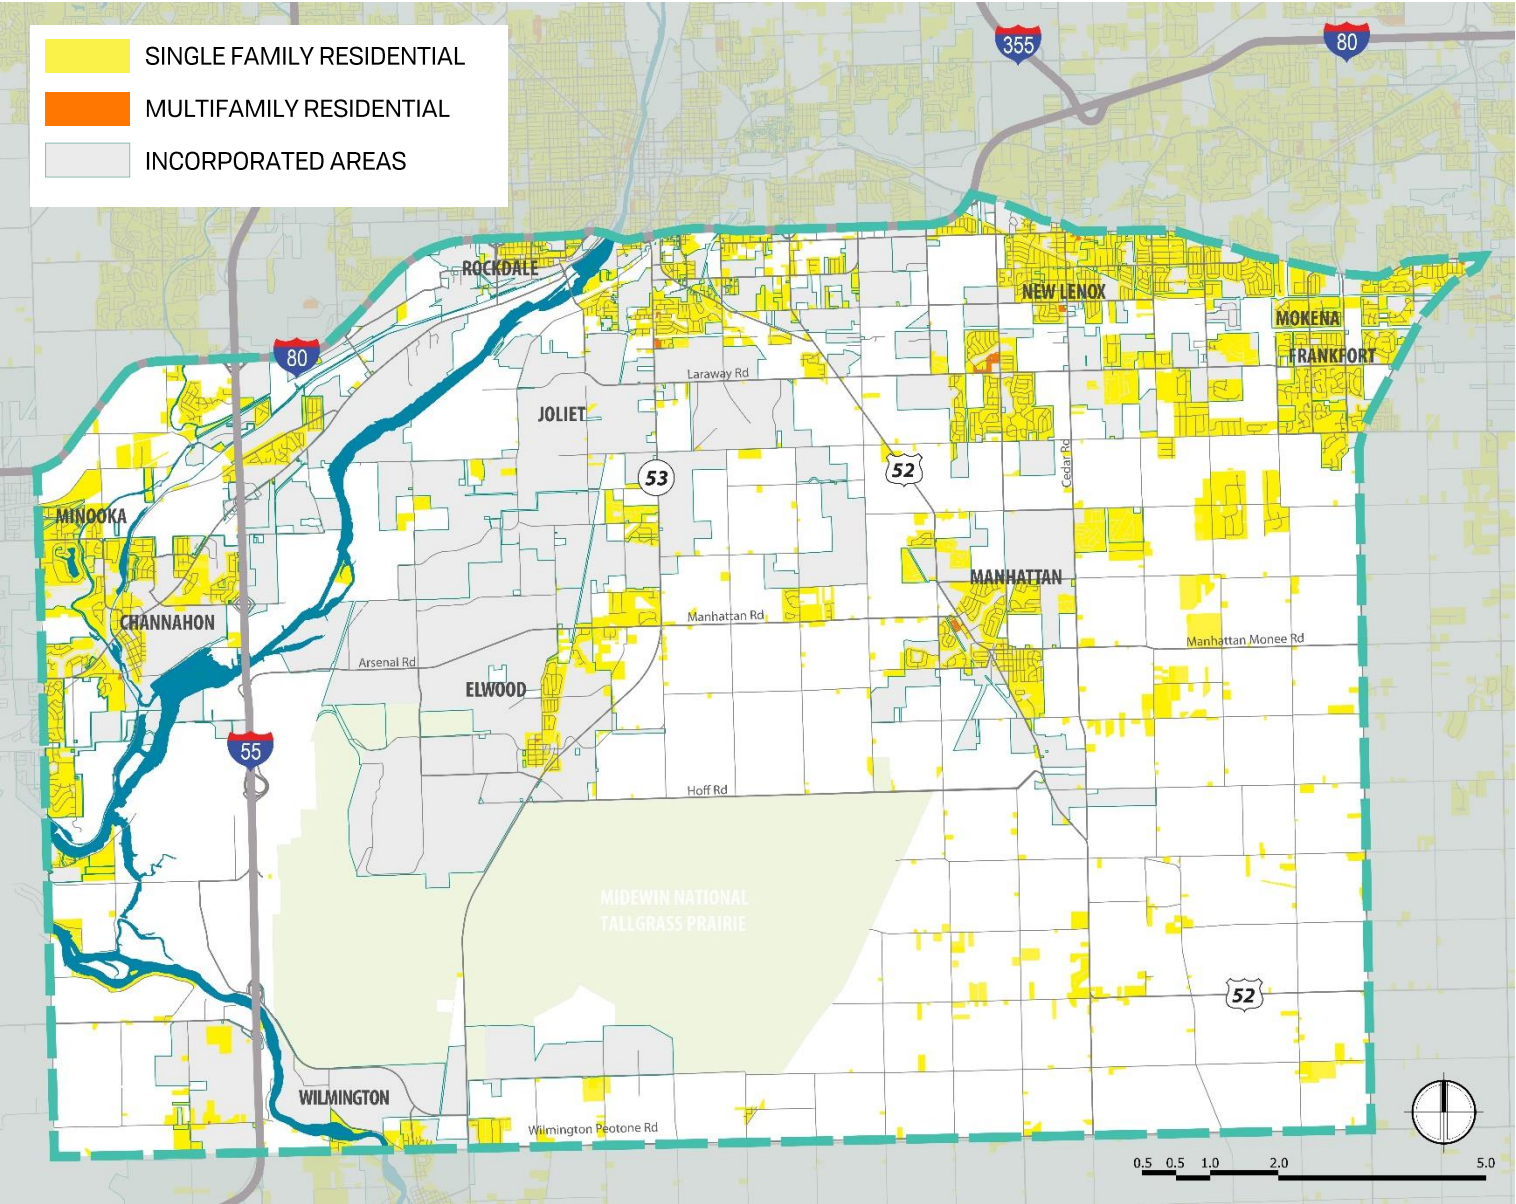 SINGLE FAMILY RESIDENTIAL
MULTIFAMILY RESIDENTIAL
INCORPORATED AREAS
355
80
ROCKDALE
NEW LENOX
MOKENA
FRANKFORT
80
Laraway Rd
JOLIET
Cedar Rd
53
52
MINOOKA
MANHATTAN
CHANNAHON
Manhattan Rd
Manhattan Monee Rd
Arsenal Rd
ELWOOD
55
Hoff Rd
MIDEWIN NATIONAL
TALLGRASS PRAIRIE
52
WILMINGTON
Wilmington Peotone Rd
0.5 0.5 1.0 2.0 5.0